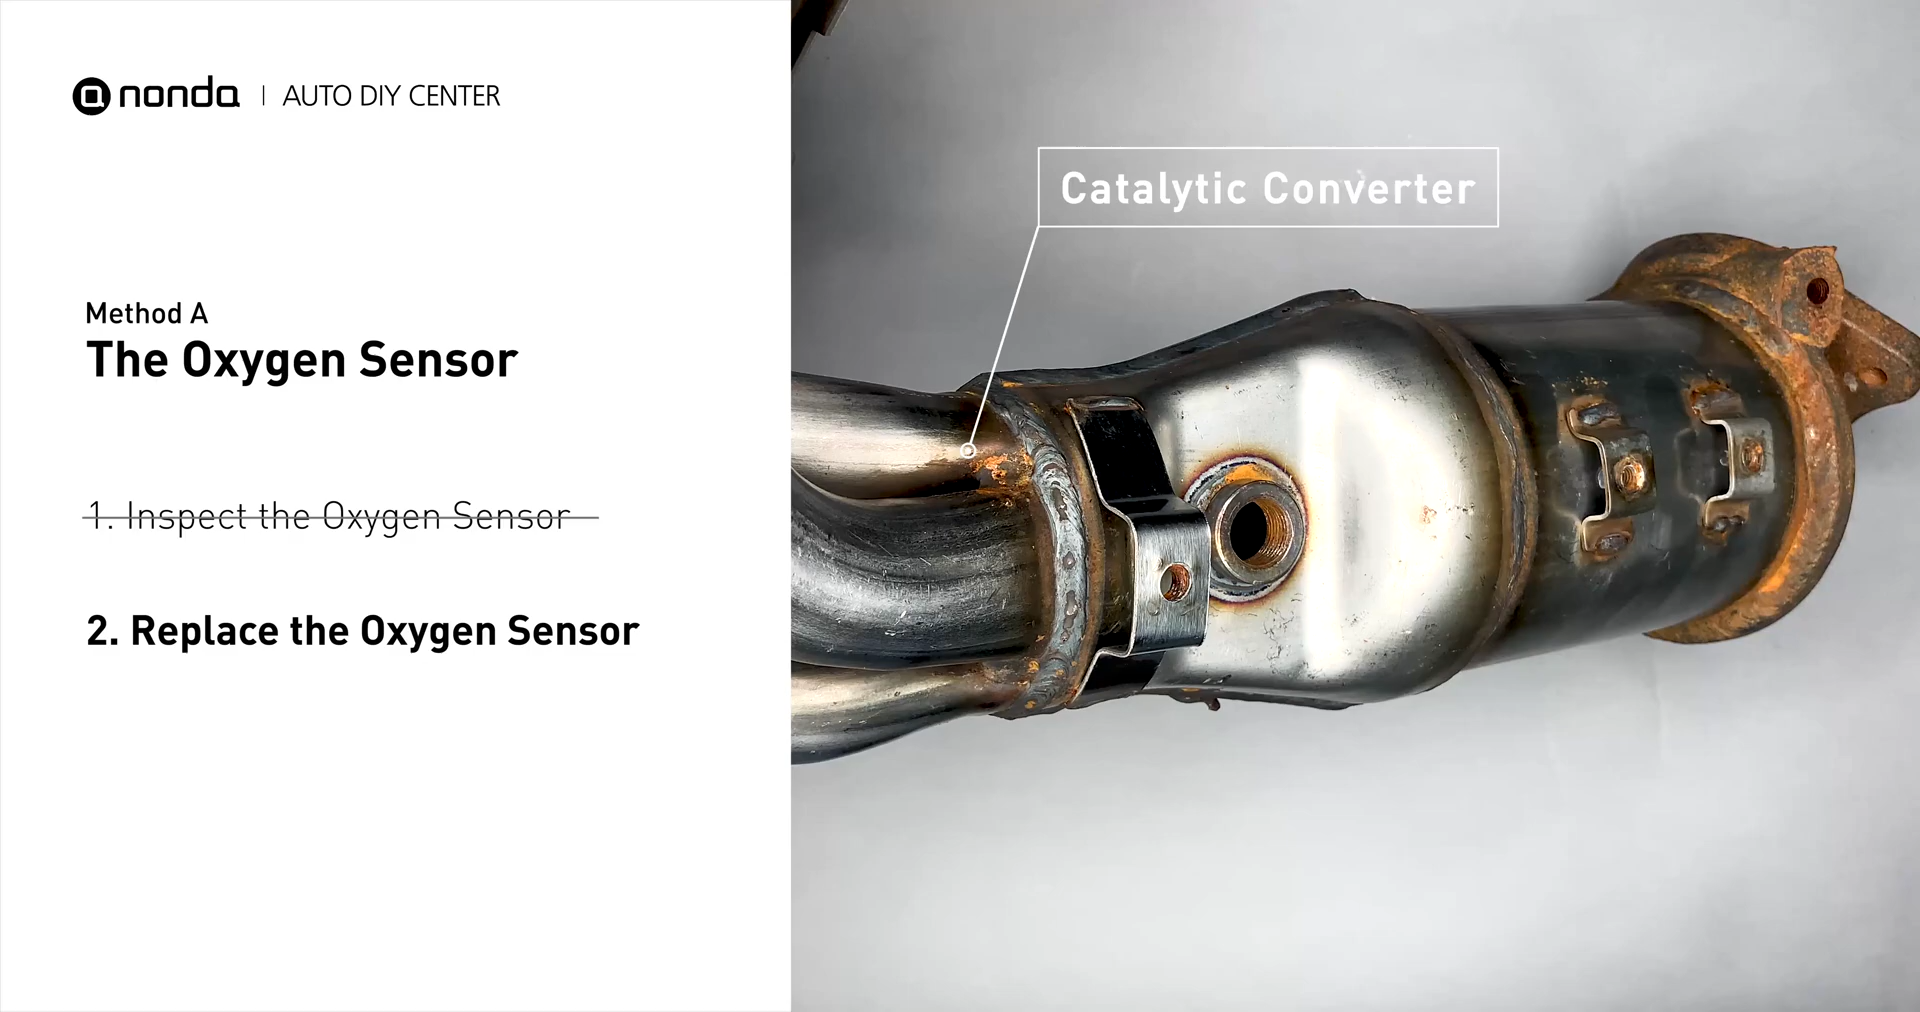 nonda | AUTO DIY CENTER
Method A
The Oxygen Sensor
1. Inspect the Oxygen Sensor
2. Replace the Oxygen Sensor
Catalytic Converter